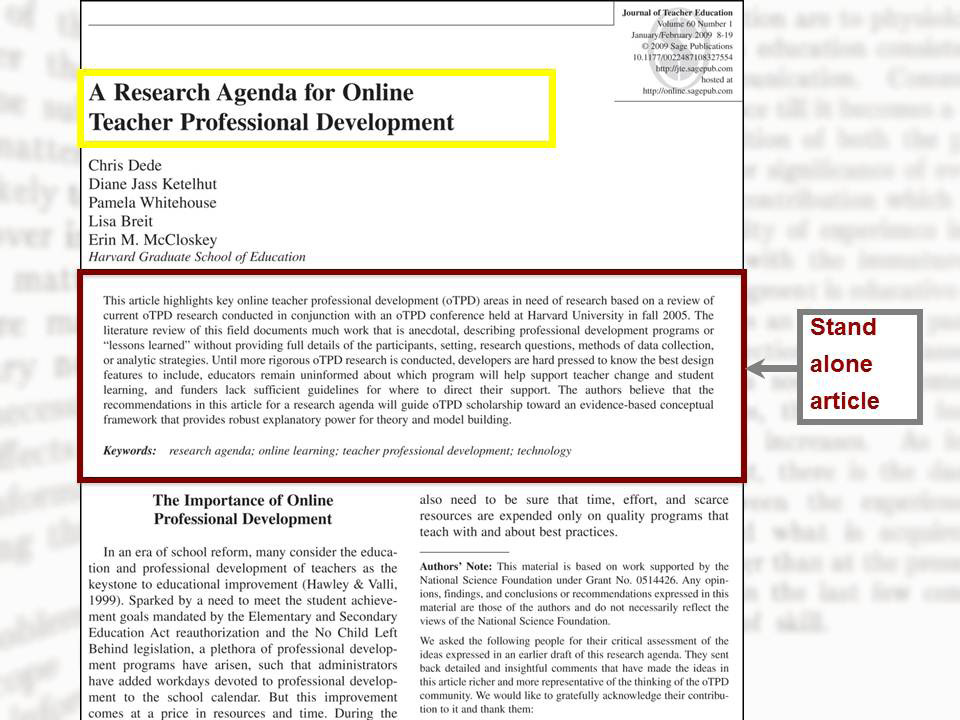 Journal of Teacher Education
Volume 60 Number 1
January/February 2009 8-19
© 2009 Sage Publications
10.1177/0022487108327554
http://jte.sagepub.com
hosted at
http://online.sagepub.com
A Research Agenda for Online
Teacher Professional Development
Chris Dede
Diane Jass Ketelhut
Pamela Whitehouse
Lisa Breit
Erin M. McCloskey
Harvard Graduate School of Education
This article highlights key online teacher professional development (oTPD) areas in need of research based on a review of
current oTPD research conducted in conjunction with an oTPD conference held at Harvard University in fall 2005. The
literature review of this field documents much work that is anecdotal, describing professional development programs or
“lessons learned” without providing full details of the participants, setting, research questions, methods of data collection,
or analytic strategies. Until more rigorous oTPD research is conducted, developers are hard pressed to know the best design
features to include, educators remain uninformed about which program will help support teacher change and student
learning, and funders lack sufficient guidelines for where to direct their support. The authors believe that the
recommendations in this article for a research agenda will guide oTPD scholarship toward an evidence-based conceptual
framework that provides robust explanatory power for theory and model building.
Keywords: research agenda; online learning; teacher professional development; technology
Stand
alone
article
The Importance of Online
Professional Development
In an era of school reform, many consider the educa-
tion and professional development of teachers as the
keystone to educational improvement (Hawley & Valli,
1999). Sparked by a need to meet the student achieve-
ment goals mandated by the Elementary and Secondary
Education Act reauthorization and the No Child Left
Behind legislation, a plethora of professional develop-
ment programs have arisen, such that administrators
have added workdays devoted to professional develop-
ment to the school calendar. But this improvement
comes at a price in resources and time. During the
also need to be sure that time, effort, and scarce
resources are expended only on quality programs that
teach with and about best practices.
Authors’ Note: This material is based on work supported by the
National Science Foundation under Grant No. 0514426. Any opin-
ions, findings, and conclusions or recommendations expressed in this
material are those of the authors and do not necessarily reflect the
views of the National Science Foundation.
We asked the following people for their critical assessment of the
ideas expressed in an earlier draft of this research agenda. They sent
back detailed and insightful comments that have made the ideas in
this article richer and more representative of the thinking of the oTPD
community. We would like to gratefully acknowledge their contribu-
tion to it and thank them: